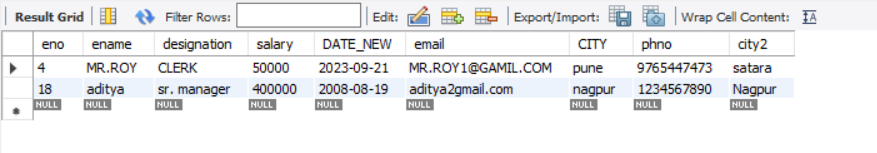 Result Grid Filter Rows: Edit: Export/Import: Wrap Cell Content:
eno ename designation salary DATE_NEW email CITY phno city2
4 MR.ROY CLERK 50000 2023-09-21 MR.ROY1@GAMIL.COM pune 9765447473 satara
18 aditya sr. manager 400000 2008-08-19 aditya2gmail.com nagpur 1234567890 Nagpur
NULL NULL NULL NULL NULL NULL NULL NULL NULL